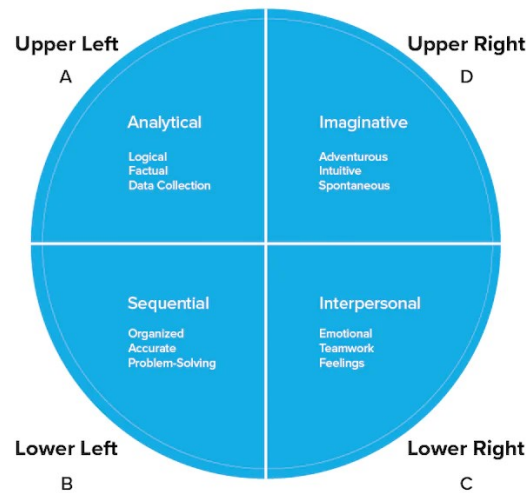 Upper Left
A
Upper Right
D
Analytical
Logical
Factual
Data Collection
Imaginative
Adventurous
Intuitive
Spontaneous
Sequential
Organized
Accurate
Problem-Solving
Interpersonal
Emotional
Teamwork
Feelings
Lower Left
B
Lower Right
C